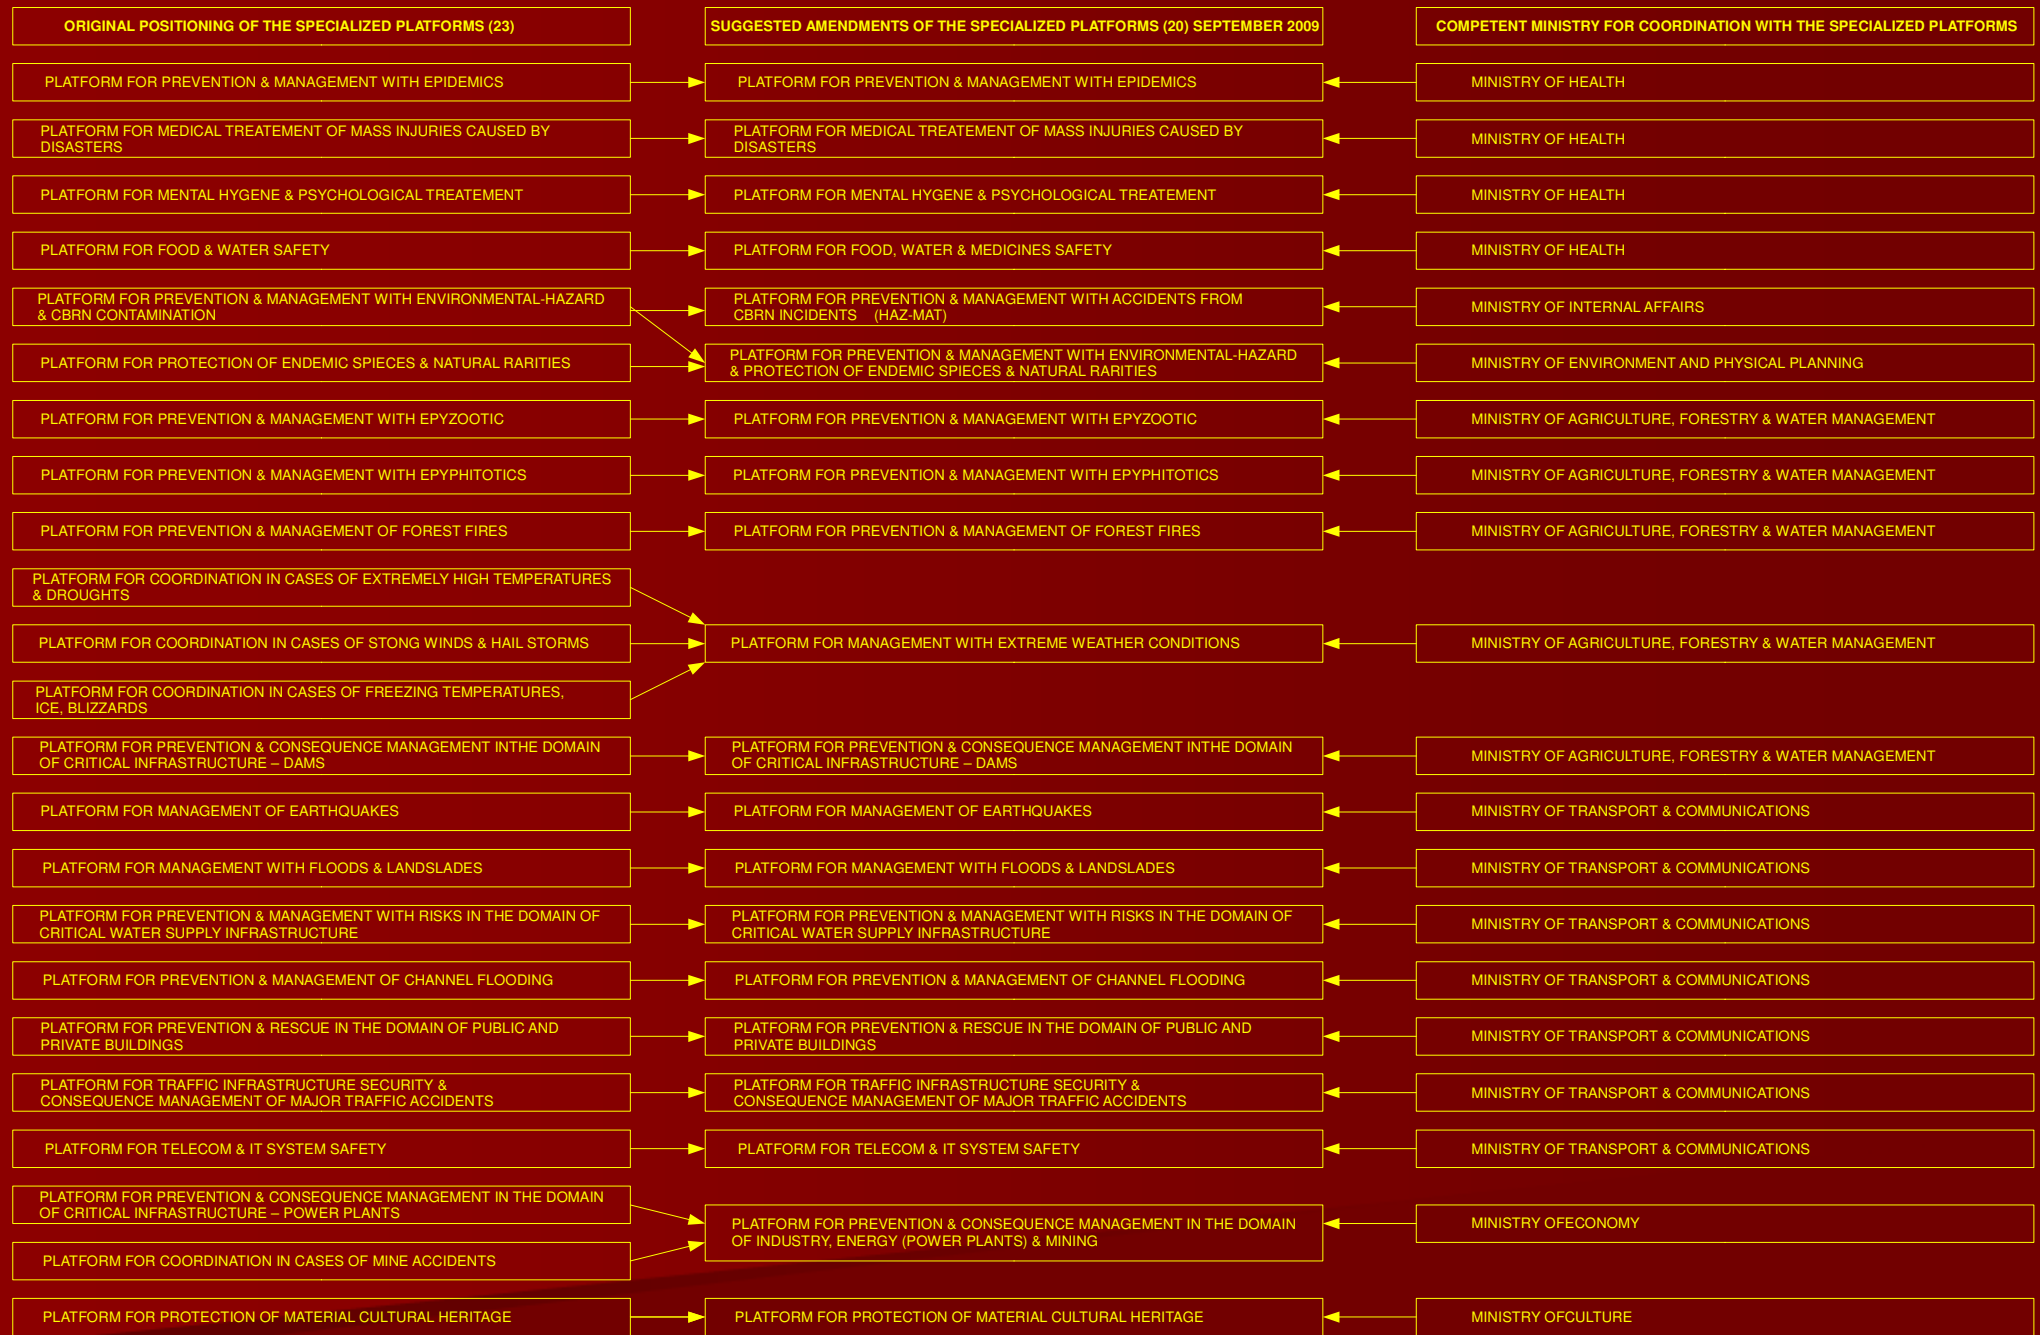 ORIGINAL POSITIONING OF THE SPECIALIZED PLATFORMS (23)
SUGGESTED AMENDMENTS OF THE SPECIALIZED PLATFORMS (20) SEPTEMBER 2009
COMPETENT MINISTRY FOR COORDINATION WITH THE SPECIALIZED PLATFORMS
PLATFORM FOR PREVENTION & MANAGEMENT WITH EPIDEMICS
PLATFORM FOR PREVENTION & MANAGEMENT WITH EPIDEMICS
MINISTRY OF HEALTH
PLATFORM FOR MEDICAL TREATEMENT OF MASS INJURIES CAUSED BY
DISASTERS
PLATFORM FOR MEDICAL TREATEMENT OF MASS INJURIES CAUSED BY
DISASTERS
MINISTRY OF HEALTH
PLATFORM FOR MENTAL HYGENE & PSYCHOLOGICAL TREATEMENT
PLATFORM FOR MENTAL HYGENE & PSYCHOLOGICAL TREATEMENT
MINISTRY OF HEALTH
PLATFORM FOR FOOD & WATER SAFETY
PLATFORM FOR FOOD, WATER & MEDICINES SAFETY
MINISTRY OF HEALTH
PLATFORM FOR PREVENTION & MANAGEMENT WITH ENVIRONMENTAL-HAZARD
& CBRN CONTAMINATION
PLATFORM FOR PREVENTION & MANAGEMENT WITH ACCIDENTS FROM
CBRN INCIDENTS (HAZ-MAT)
MINISTRY OF INTERNAL AFFAIRS
PLATFORM FOR PROTECTION OF ENDEMIC SPIECES & NATURAL RARITIES
PLATFORM FOR PREVENTION & MANAGEMENT WITH ENVIRONMENTAL-HAZARD
& PROTECTION OF ENDEMIC SPIECES & NATURAL RARITIES
MINISTRY OF ENVIRONMENT AND PHYSICAL PLANNING
PLATFORM FOR PREVENTION & MANAGEMENT WITH EPYZOOTIC
PLATFORM FOR PREVENTION & MANAGEMENT WITH EPYZOOTIC
MINISTRY OF AGRICULTURE, FORESTRY & WATER MANAGEMENT
PLATFORM FOR PREVENTION & MANAGEMENT WITH EPYPHITOTICS
PLATFORM FOR PREVENTION & MANAGEMENT WITH EPYPHITOTICS
MINISTRY OF AGRICULTURE, FORESTRY & WATER MANAGEMENT
PLATFORM FOR PREVENTION & MANAGEMENT OF FOREST FIRES
PLATFORM FOR PREVENTION & MANAGEMENT OF FOREST FIRES
MINISTRY OF AGRICULTURE, FORESTRY & WATER MANAGEMENT
PLATFORM FOR COORDINATION IN CASES OF EXTREMELY HIGH TEMPERATURES
& DROUGHTS
PLATFORM FOR COORDINATION IN CASES OF STONG WINDS & HAIL STORMS
PLATFORM FOR MANAGEMENT WITH EXTREME WEATHER CONDITIONS
MINISTRY OF AGRICULTURE, FORESTRY & WATER MANAGEMENT
PLATFORM FOR COORDINATION IN CASES OF FREEZING TEMPERATURES,
ICE, BLIZZARDS
PLATFORM FOR PREVENTION & CONSEQUENCE MANAGEMENT INTHE DOMAIN
OF CRITICAL INFRASTRUCTURE – DAMS
PLATFORM FOR PREVENTION & CONSEQUENCE MANAGEMENT INTHE DOMAIN
OF CRITICAL INFRASTRUCTURE – DAMS
MINISTRY OF AGRICULTURE, FORESTRY & WATER MANAGEMENT
PLATFORM FOR MANAGEMENT OF EARTHQUAKES
PLATFORM FOR MANAGEMENT OF EARTHQUAKES
MINISTRY OF TRANSPORT & COMMUNICATIONS
PLATFORM FOR MANAGEMENT WITH FLOODS & LANDSLADES
PLATFORM FOR MANAGEMENT WITH FLOODS & LANDSLADES
MINISTRY OF TRANSPORT & COMMUNICATIONS
PLATFORM FOR PREVENTION & MANAGEMENT WITH RISKS IN THE DOMAIN OF
CRITICAL WATER SUPPLY INFRASTRUCTURE
PLATFORM FOR PREVENTION & MANAGEMENT WITH RISKS IN THE DOMAIN OF
CRITICAL WATER SUPPLY INFRASTRUCTURE
MINISTRY OF TRANSPORT & COMMUNICATIONS
PLATFORM FOR PREVENTION & MANAGEMENT OF CHANNEL FLOODING
PLATFORM FOR PREVENTION & MANAGEMENT OF CHANNEL FLOODING
MINISTRY OF TRANSPORT & COMMUNICATIONS
PLATFORM FOR PREVENTION & RESCUE IN THE DOMAIN OF PUBLIC AND
PRIVATE BUILDINGS
PLATFORM FOR PREVENTION & RESCUE IN THE DOMAIN OF PUBLIC AND
PRIVATE BUILDINGS
MINISTRY OF TRANSPORT & COMMUNICATIONS
PLATFORM FOR TRAFFIC INFRASTRUCTURE SECURITY &
CONSEQUENCE MANAGEMENT OF MAJOR TRAFFIC ACCIDENTS
PLATFORM FOR TRAFFIC INFRASTRUCTURE SECURITY &
CONSEQUENCE MANAGEMENT OF MAJOR TRAFFIC ACCIDENTS
MINISTRY OF TRANSPORT & COMMUNICATIONS
PLATFORM FOR TELECOM & IT SYSTEM SAFETY
PLATFORM FOR TELECOM & IT SYSTEM SAFETY
MINISTRY OF TRANSPORT & COMMUNICATIONS
PLATFORM FOR PREVENTION & CONSEQUENCE MANAGEMENT IN THE DOMAIN
OF CRITICAL INFRASTRUCTURE – POWER PLANTS
PLATFORM FOR PREVENTION & CONSEQUENCE MANAGEMENT IN THE DOMAIN
OF INDUSTRY, ENERGY (POWER PLANTS) & MINING
MINISTRY OFECONOMY
PLATFORM FOR COORDINATION IN CASES OF MINE ACCIDENTS
PLATFORM FOR PROTECTION OF MATERIAL CULTURAL HERITAGE
PLATFORM FOR PROTECTION OF MATERIAL CULTURAL HERITAGE
MINISTRY OFCULTURE